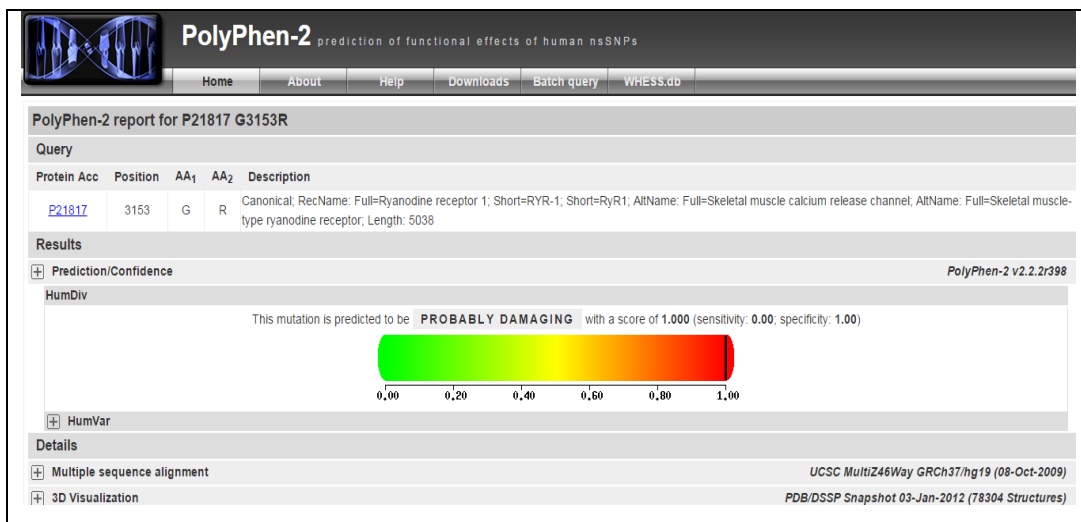 PolyPhen-2 prediction of functional effects of human nsSNPs
Home About Help Downloads Batch query WHESS.db
PolyPhen-2 report for P21817 G3153R
Query
Protein Acc Position AA1 AA2 Description
P21817 3153 G R Canonical; RecName: Full=Ryanodine receptor 1; Short=RYR-1; Short=RyR1; AltName: Full=Skeletal muscle calcium release channel; AltName: Full=Skeletal muscle-
type ryanodine receptor; Length: 5038
Results
+ Prediction/Confidence PolyPhen-2 v2.2.2r398
HumDiv
This mutation is predicted to be PROBABLY DAMAGING with a score of 1.000 (sensitivity: 0.00; specificity: 1.00)
0.00 0.20 0.40 0.60 0.80 1.00
+ HumVar
Details
+ Multiple sequence alignment UCSC MultiZ46Way GRCh37/hg19 (08-Oct-2009)
+ 3D Visualization PDB/DSSP Snapshot 03-Jan-2012 (78304 Structures)